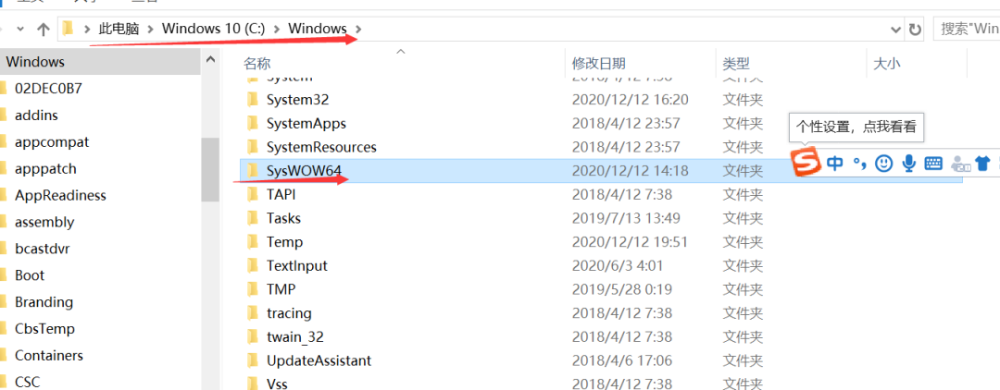 此电脑 Windows 10 (C:) Windows
搜索"Win
Windows
02DEC0B7
addins
appcompat
apppatch
AppReadiness
assembly
bcastdvr
Boot
Branding
CbsTemp
Containers
CSC
名称 修改日期 类型 大小
System 2018/4/12 7:38 文件夹
System32 2020/12/12 16:20 文件夹
SystemApps 2018/4/12 23:57 文件夹
SystemResources 2018/4/12 23:57 文件夹
SysWOW64 2020/12/12 14:18 文件夹
TAPI 2018/4/12 7:38 文件夹
Tasks 2019/7/13 13:49 文件夹
Temp 2020/12/12 19:51 文件夹
TextInput 2020/6/3 4:01 文件夹
TMP 2019/5/28 0:19 文件夹
tracing 2018/4/12 7:38 文件夹
twain_32 2018/4/12 7:38 文件夹
UpdateAssistant 2018/4/6 17:06 文件夹
Vss 2018/4/12 7:38 文件夹
个性设置，点我看看
S 中 °，